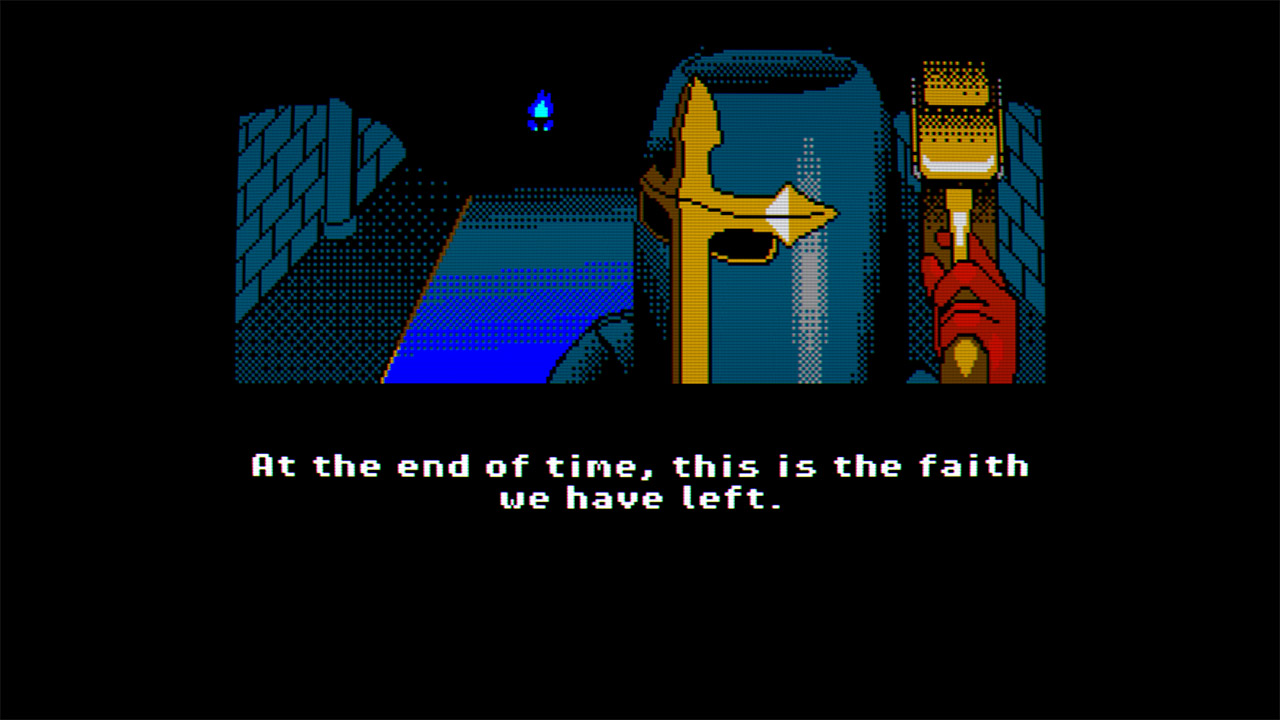 At the end of time, this is the faith
we have left.